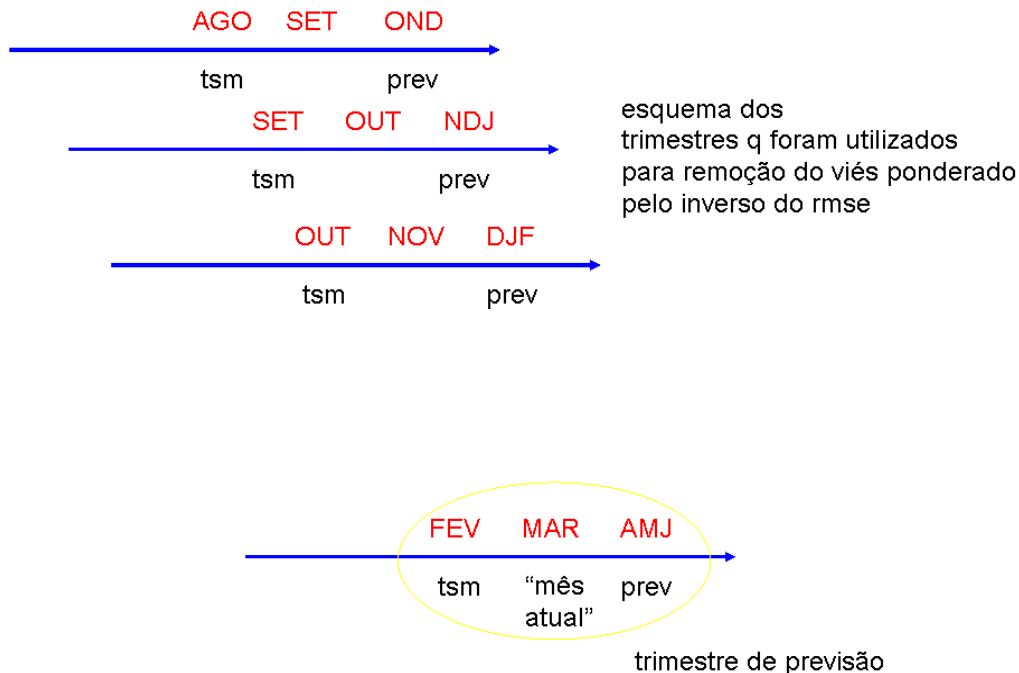 AGO SET OND
tsm prev
SET OUT NDJ
tsm prev
OUT NOV DJF
tsm prev
esquema dos
trimestres q foram utilizados
para remoção do viés ponderado
pelo inverso do rmse
FEV MAR AMJ
tsm “mês prev
atual”
trimestre de previsão